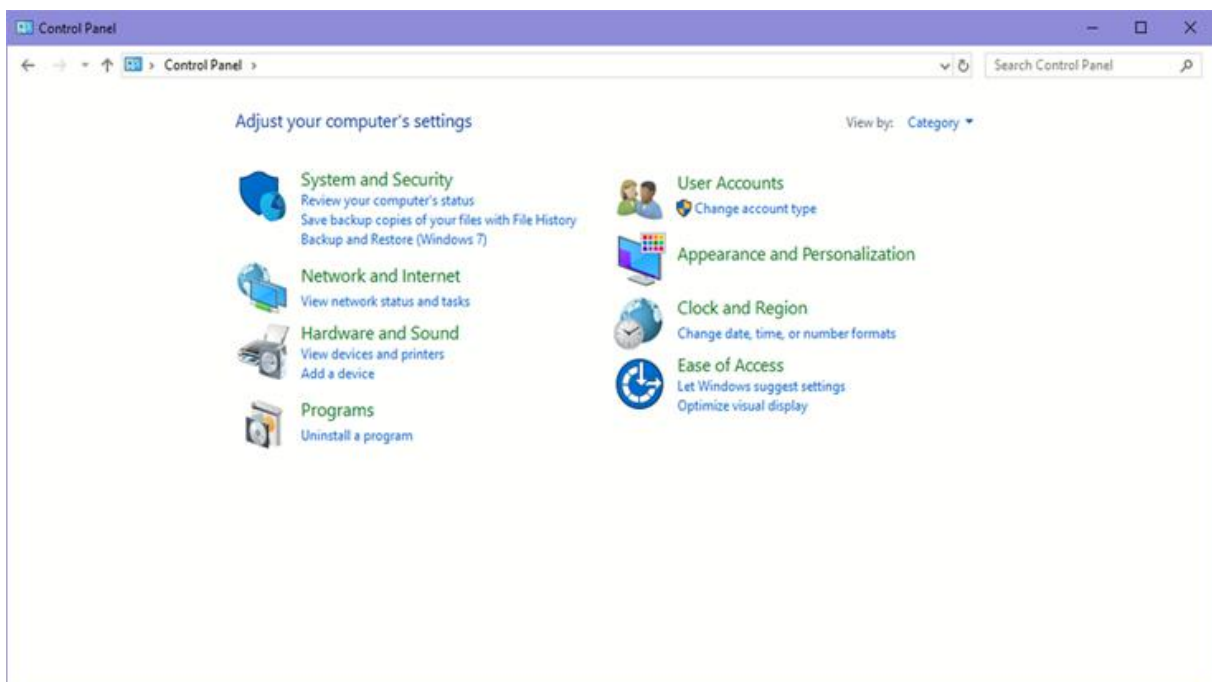 Control Panel
Control Panel
Search Control Panel
Adjust your computer's settings
View by: Category
System and Security
Review your computer's status
Save backup copies of your files with File History
Backup and Restore (Windows 7)
Network and Internet
View network status and tasks
Hardware and Sound
View devices and printers
Add a device
Programs
Uninstall a program
User Accounts
Change account type
Appearance and Personalization
Clock and Region
Change date, time, or number formats
Ease of Access
Let Windows suggest settings
Optimize visual display